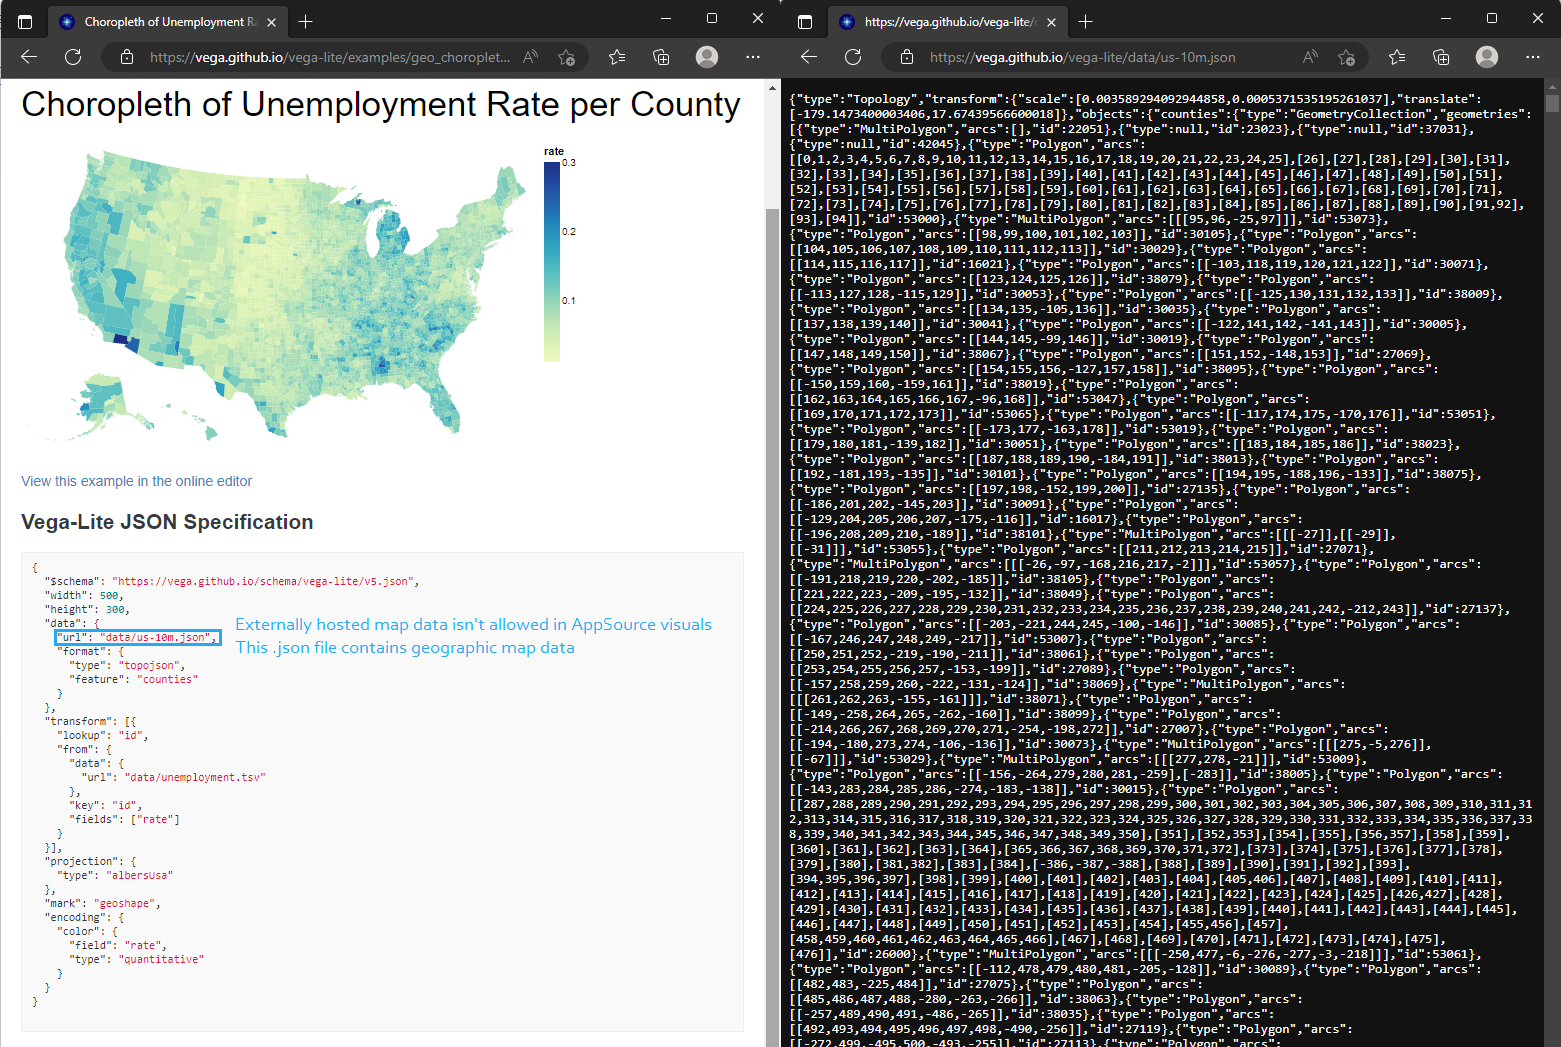 Choropleth of Unemployment Ra
https://vega.github.io/vega-lite/examples/geo_choroplet...
Choropleth of Unemployment Rate per County
rate
0.3
0.2
0.1
View this example in the online editor
Vega-Lite JSON Specification
{
"$schema": "https://vega.github.io/schema/vega-lite/v5.json",
"width": 500,
"height": 300,
"data": {
"url": "data/us-10m.json",
Externally hosted map data isn't allowed in AppSource visuals
This .json file contains geographic map data
"format": {
"type": "topojson",
"feature": "counties"
}
},
"transform": [{
"lookup": "id",
"from": {
"data": {
"url": "data/unemployment.tsv"
},
"key": "id",
"fields": ["rate"]
}
}],
"projection": {
"type": "albersUsa"
},
"mark": "geoshape",
"encoding": {
"color": {
"field": "rate",
"type": "quantitative"
}
}
}
https://vega.github.io/vega-lite/
https://vega.github.io/vega-lite/data/us-10m.json
{"type":"Topology","transform":{"scale":[0.003589294092944858,0.0005371535195261037],"translate":
[-179.1473400003406,17.67439566600018]},"objects":{"counties":{"type":"GeometryCollection","geometries":
[{"type":"MultiPolygon","arcs":[],"id":22051},{"type":null,"id":23023},{"type":null,"id":37031},
{"type":null,"id":42045},{"type":"Polygon","arcs":
[[0,1,2,3,4,5,6,7,8,9,10,11,12,13,14,15,16,17,18,19,20,21,22,23,24,25],[26],[27],[28],[29],[30],[31],
[32],[33],[34],[35],[36],[37],[38],[39],[40],[41],[42],[43],[44],[45],[46],[47],[48],[49],[50],[51],
[52],[53],[54],[55],[56],[57],[58],[59],[60],[61],[62],[63],[64],[65],[66],[67],[68],[69],[70],[71],
[72],[73],[74],[75],[76],[77],[78],[79],[80],[81],[82],[83],[84],[85],[86],[87],[88],[89],[90],[91,92],
[93],[94]],"id":53000},{"type":"MultiPolygon","arcs":[[[95,96,-25,97]]],"id":53073},
{"type":"Polygon","arcs":[[98,99,100,101,102,103]],"id":30105},{"type":"Polygon","arcs":
[[104,105,106,107,108,109,110,111,112,113]],"id":30029},{"type":"Polygon","arcs":
[[114,115,116,117]],"id":16021},{"type":"Polygon","arcs":[[-103,118,119,120,121,122]],"id":30071},
{"type":"Polygon","arcs":[[123,124,125,126]],"id":38079},{"type":"Polygon","arcs":
[[-113,127,128,-115,129]],"id":30053},{"type":"Polygon","arcs":[[-125,130,131,132,133]],"id":38009},
{"type":"Polygon","arcs":[[134,135,-105,136]],"id":30035},{"type":"Polygon","arcs":
[[137,138,139,140]],"id":30041},{"type":"Polygon","arcs":[[-122,141,142,-141,143]],"id":30005},
{"type":"Polygon","arcs":[[144,145,-99,146]],"id":30019},{"type":"Polygon","arcs":
[[147,148,149,150]],"id":38067},{"type":"Polygon","arcs":[[151,152,-148,153]],"id":27069},
{"type":"Polygon","arcs":[[154,155,156,-127,157,158]],"id":38095},{"type":"Polygon","arcs":
[[-150,159,160,-159,161]],"id":38019},{"type":"Polygon","arcs":
[[162,163,164,165,166,167,-96,168]],"id":53047},{"type":"Polygon","arcs":
[[169,170,171,172,173]],"id":53065},{"type":"Polygon","arcs":[[-117,174,175,-170,176]],"id":53051},
{"type":"Polygon","arcs":[[-173,177,-163,178]],"id":53019},{"type":"Polygon","arcs":
[[179,180,181,-139,182]],"id":30051},{"type":"Polygon","arcs":[[183,184,185,186]],"id":38023},
{"type":"Polygon","arcs":[[187,188,189,190,-184,191]],"id":38013},{"type":"Polygon","arcs":
[[192,-181,193,-135]],"id":30101},{"type":"Polygon","arcs":[[194,195,-188,196,-133]],"id":38075},
{"type":"Polygon","arcs":[[197,198,-152,199,200]],"id":27135},{"type":"Polygon","arcs":
[[-186,201,202,-145,203]],"id":30091},{"type":"Polygon","arcs":
[[-129,204,205,206,207,-175,-116]],"id":16017},{"type":"Polygon","arcs":
[[-196,208,209,210,-189]],"id":38101},{"type":"MultiPolygon","arcs":[[[-27]],[[-29]],
[[-31]]],"id":53055},{"type":"Polygon","arcs":[[211,212,213,214,215]],"id":27071},
{"type":"MultiPolygon","arcs":[[[-26,-97,-168,216,217,-2]]],"id":53057},{"type":"Polygon","arcs":
[[-191,218,219,220,-202,-185]],"id":38105},{"type":"Polygon","arcs":
[[221,222,223,-209,-195,-132]],"id":38049},{"type":"Polygon","arcs":
[[224,225,226,227,228,229,230,231,232,233,234,235,236,237,238,239,240,241,242,-212,243]],"id":27137},
{"type":"Polygon","arcs":[[-203,-221,244,245,-100,-146]],"id":30085},{"type":"Polygon","arcs":
[[-167,246,247,248,249,-217]],"id":53007},{"type":"Polygon","arcs":
[[250,251,252,-219,-190,-211]],"id":38061},{"type":"Polygon","arcs":
[[253,254,255,256,257,-153,-199]],"id":27089},{"type":"Polygon","arcs":
[[-157,258,259,260,-222,-131,-124]],"id":38069},{"type":"MultiPolygon","arcs":
[[[261,262,263,-155,-161]]],"id":38071},{"type":"Polygon","arcs":
[[-149,-258,264,265,-262,-160]],"id":38099},{"type":"Polygon","arcs":
[[-214,266,267,268,269,270,271,-254,-198,272]],"id":27007},{"type":"Polygon","arcs":
[[-194,-180,273,274,-106,-136]],"id":30073},{"type":"MultiPolygon","arcs":[[[275,-5,276]],
[[-67]]],"id":53029},{"type":"MultiPolygon","arcs":[[[277,278,-21]]],"id":53009},
{"type":"Polygon","arcs":[[-156,-264,279,280,281,-259],[-283]],"id":38005},{"type":"Polygon","arcs":
[[-143,283,284,285,286,-274,-183,-138]],"id":30015},{"type":"Polygon","arcs":
[[287,288,289,290,291,292,293,294,295,296,297,298,299,300,301,302,303,304,305,306,307,308,309,310,311,31
2,313,314,315,316,317,318,319,320,321,322,323,324,325,326,327,328,329,330,331,332,333,334,335,336,337,33
8,339,340,341,342,343,344,345,346,347,348,349,350],[351],[352,353],[354],[355],[356,357],[358],[359],
[360],[361],[362],[363],[364],[365,366,367,368,369,370,371,372],[373],[374],[375],[376],[377],[378],
[379],[380],[381,382],[383],[384],[-386,-387,-388],[388],[389],[390],[391],[392],[393],
[394,395,396,397],[398],[399],[400],[401],[402],[403],[404],[405,406],[407],[408],[409],[410],[411],
[412],[413],[414],[415],[416],[417],[418],[419],[420],[421],[422],[423],[424],[425],[426,427],[428],
[429],[430],[431],[432],[433],[434],[435],[436],[437],[438],[439],[440],[441],[442],[443],[444],[445],
[446],[447],[448],[449],[450],[451],[452],[453],[454],[455,456],[457],
[458,459,460,461,462,463,464,465,466],[467],[468],[469],[470],[471],[472],[473],[474],[475],
[476]],"id":26000},{"type":"MultiPolygon","arcs":[[[-250,477,-6,-276,-277,-3,-218]]],"id":53061},
{"type":"Polygon","arcs":[[-112,478,479,480,481,-205,-128]],"id":30089},{"type":"Polygon","arcs":
[[482,483,-225,484]],"id":27075},{"type":"Polygon","arcs":
[[485,486,487,488,-280,-263,-266]],"id":38063},{"type":"Polygon","arcs":
[[-257,489,490,491,-486,-265]],"id":38035},{"type":"Polygon","arcs":
[[492,493,494,495,496,497,498,-490,-256]],"id":27119},{"type":"Polygon","arcs":
[[-272,499,-495,500,-493,-255]],"id":27113},{"type":"Polygon","arcs":